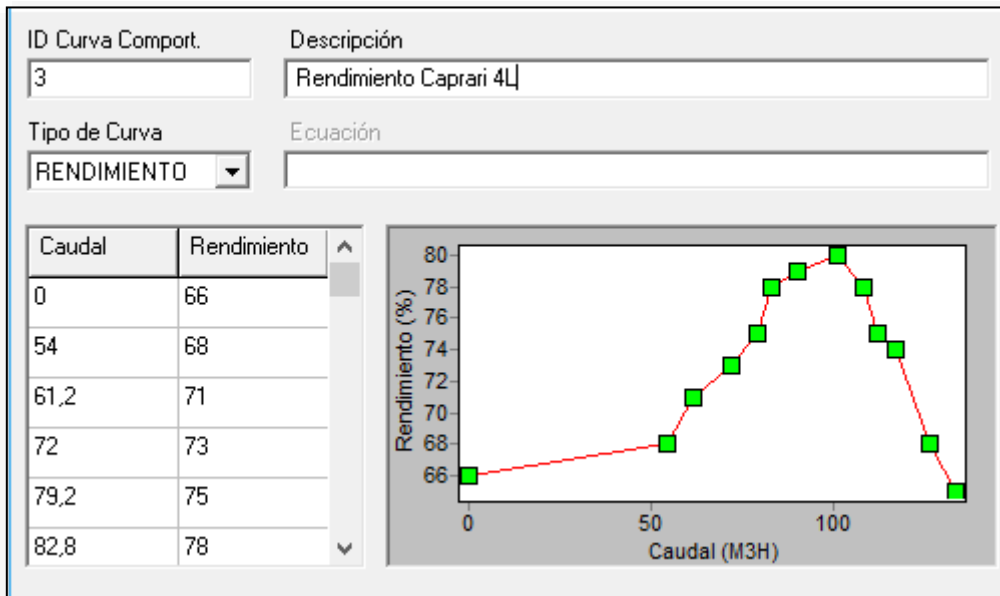 ID Curva Comport.
Descripción
3
Rendimiento Caprari 4L
Tipo de Curva
Ecuación
RENDIMIENTO
Caudal Rendimiento
0 66
54 68
61,2 71
72 73
79,2 75
82,8 78
Rendimiento (%)
80
78
76
74
72
70
68
66
0 50 100
Caudal (M3H)